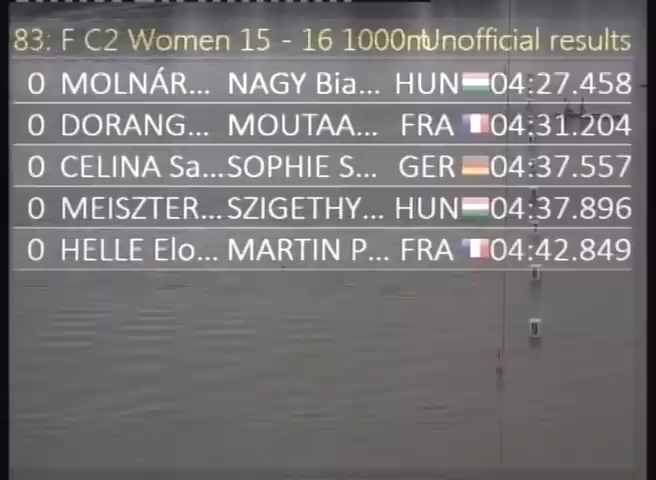 83: F C2 Women 15 - 16 1000m Unofficial results
0 MOLNÁR... NAGY Bia... HUN 04:27.458
0 DORANG... MOUTAA... FRA 04:31.204
0 CELINA Sa... SOPHIE S... GER 04:37.557
0 MEISZTER... SZIGETHY... HUN 04:37.896
0 HELLE Elo... MARTIN P... FRA 04:42.849